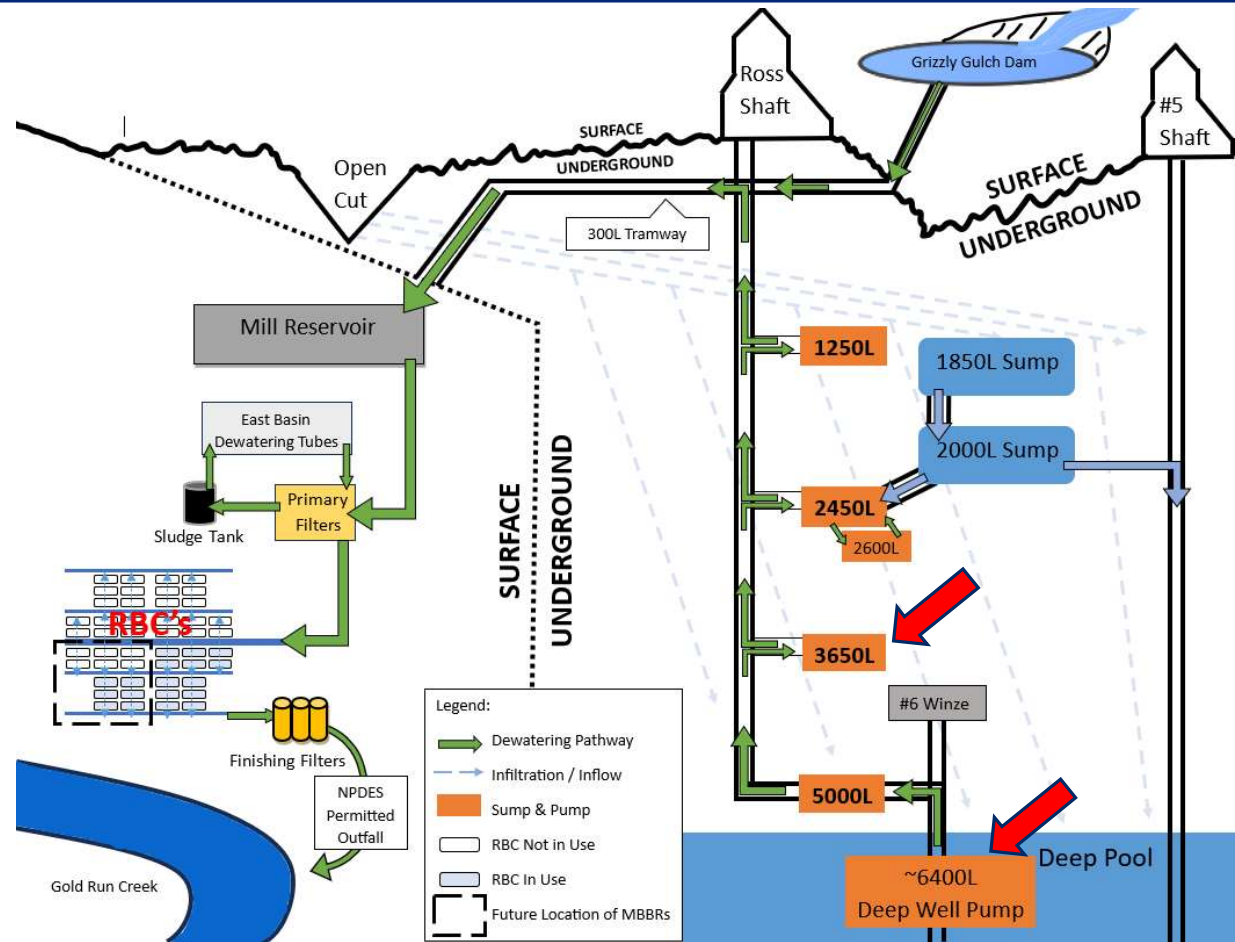 Grizzly Gulch Dam
Ross
Shaft
#5
Shaft
SURFACE
UNDERGROUND
Open
Cut
SURFACE
UNDERGROUND
300L Tramway
Mill Reservoir
1250L
1850L Sump
East Basin
Dewatering Tubes
2000L Sump
SURFACE
UNDERGROUND
Primary
Filters
Sludge Tank
2450L
2600L
RBC's
3650L
#6 Winze
Legend:
Dewatering Pathway
Infiltration / Inflow
Sump & Pump
RBC Not in Use
RBC In Use
Future Location of MBBRs
Finishing Filters
NPDES
Permitted
Outfall
Gold Run Creek
5000L
Deep Pool
~6400L
Deep Well Pump